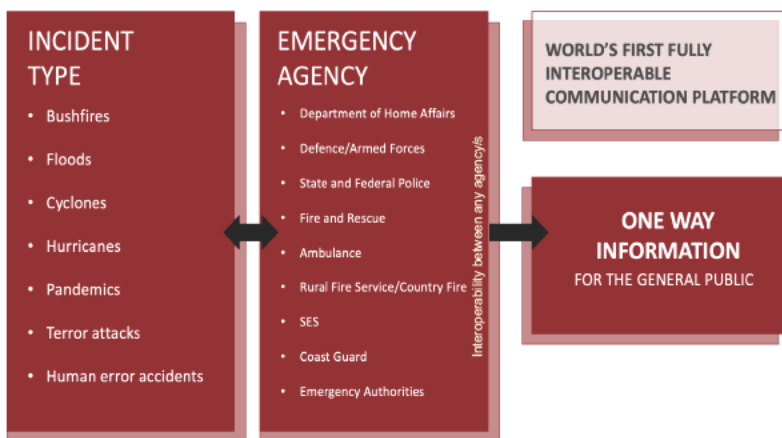 INCIDENT
TYPE
• Bushfires
• Floods
• Cyclones
• Hurricanes
• Pandemics
• Terror attacks
• Human error accidents
EMERGENCY
AGENCY
• Department of Home Affairs
• Defence/Armed Forces
• State and Federal Police
• Fire and Rescue
• Ambulance
• Rural Fire Service/Country Fire
• SES
• Coast Guard
• Emergency Authorities
Interoperability between any agency/s
WORLD'S FIRST FULLY
INTEROPERABLE
COMMUNICATION PLATFORM
ONE WAY
INFORMATION
FOR THE GENERAL PUBLIC